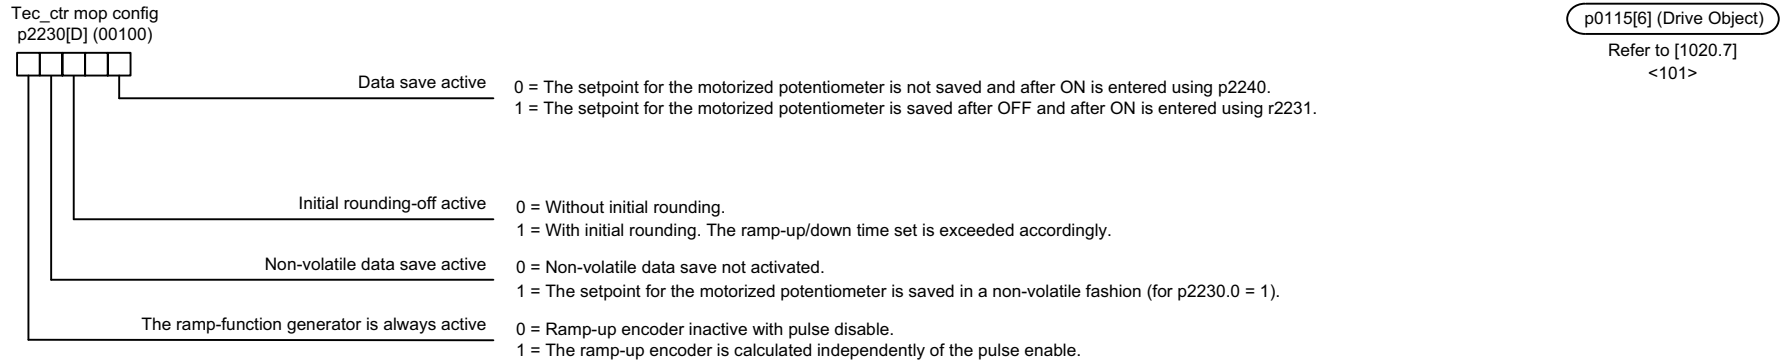 Tec_ctr mop config
p2230[D] (00100)
p0115[6] (Drive Object)
Refer to [1020.7]
<101>
Data save active
0 = The setpoint for the motorized potentiometer is not saved and after ON is entered using p2240.
1 = The setpoint for the motorized potentiometer is saved after OFF and after ON is entered using r2231.
Initial rounding-off active
0 = Without initial rounding.
1 = With initial rounding. The ramp-up/down time set is exceeded accordingly.
Non-volatile data save active
0 = Non-volatile data save not activated.
1 = The setpoint for the motorized potentiometer is saved in a non-volatile fashion (for p2230.0 = 1).
The ramp-function generator is always active
0 = Ramp-up encoder inactive with pulse disable.
1 = The ramp-up encoder is calculated independently of the pulse enable.